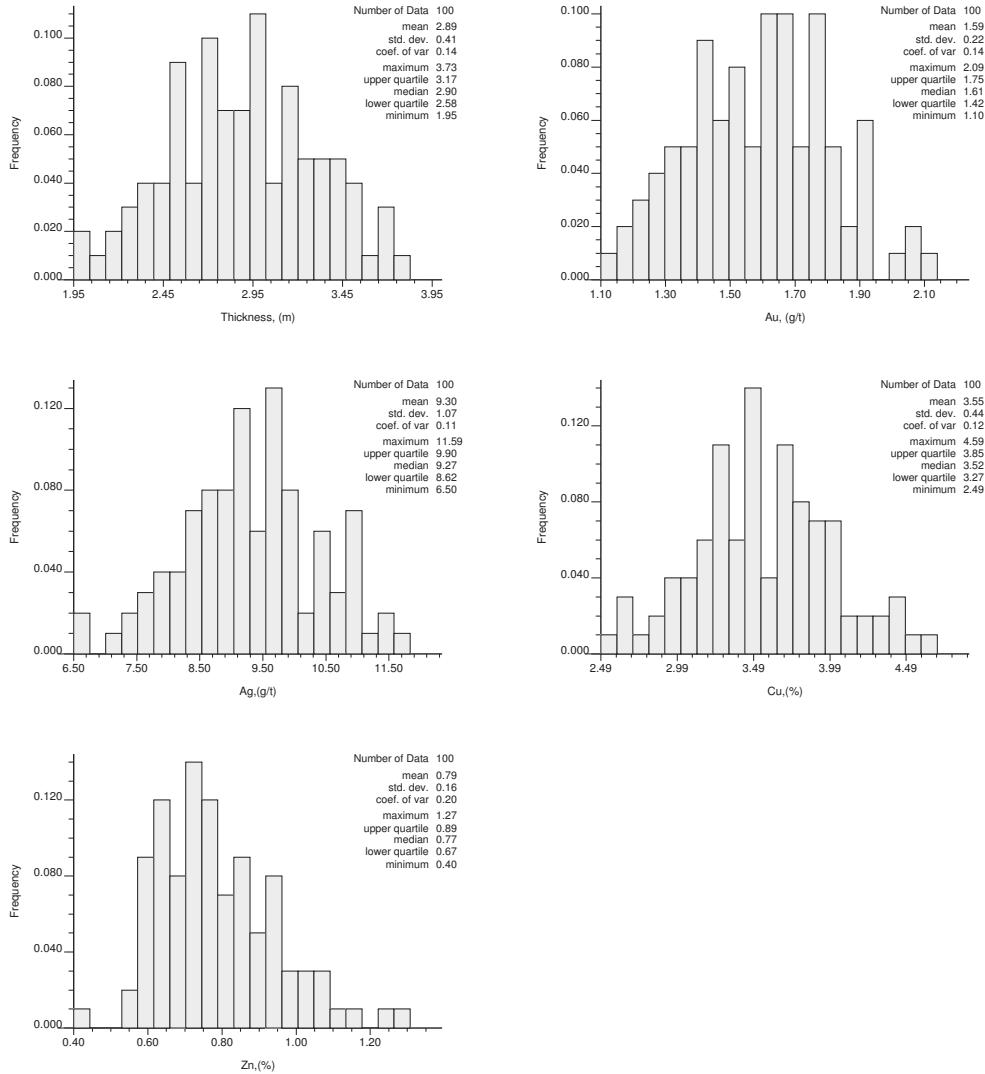 Number of Data 100
mean 2.89
std. dev. 0.41
coef. of var 0.14
maximum 3.73
upper quartile 3.17
median 2.90
lower quartile 2.58
minimum 1.95
Frequency
0.100
0.080
0.060
0.040
0.020
0.000
1.95 2.45 2.95 3.45 3.95
Thickness, (m)
Number of Data 100
mean 1.59
std. dev. 0.22
coef. of var 0.14
maximum 2.09
upper quartile 1.75
median 1.61
lower quartile 1.42
minimum 1.10
Frequency
0.100
0.080
0.060
0.040
0.020
0.000
1.10 1.30 1.50 1.70 1.90 2.10
Au, (g/t)
Number of Data 100
mean 9.30
std. dev. 1.07
coef. of var 0.11
maximum 11.59
upper quartile 9.90
median 9.27
lower quartile 8.62
minimum 6.50
Frequency
0.120
0.080
0.040
0.000
6.50 7.50 8.50 9.50 10.50 11.50
Ag,(g/t)
Number of Data 100
mean 3.55
std. dev. 0.44
coef. of var 0.12
maximum 4.59
upper quartile 3.85
median 3.52
lower quartile 3.27
minimum 2.49
Frequency
0.120
0.080
0.040
0.000
2.49 2.99 3.49 3.99 4.49
Cu,(%)
Number of Data 100
mean 0.79
std. dev. 0.16
coef. of var 0.20
maximum 1.27
upper quartile 0.89
median 0.77
lower quartile 0.67
minimum 0.40
Frequency
0.120
0.080
0.040
0.000
0.40 0.60 0.80 1.00 1.20
Zn,(%)